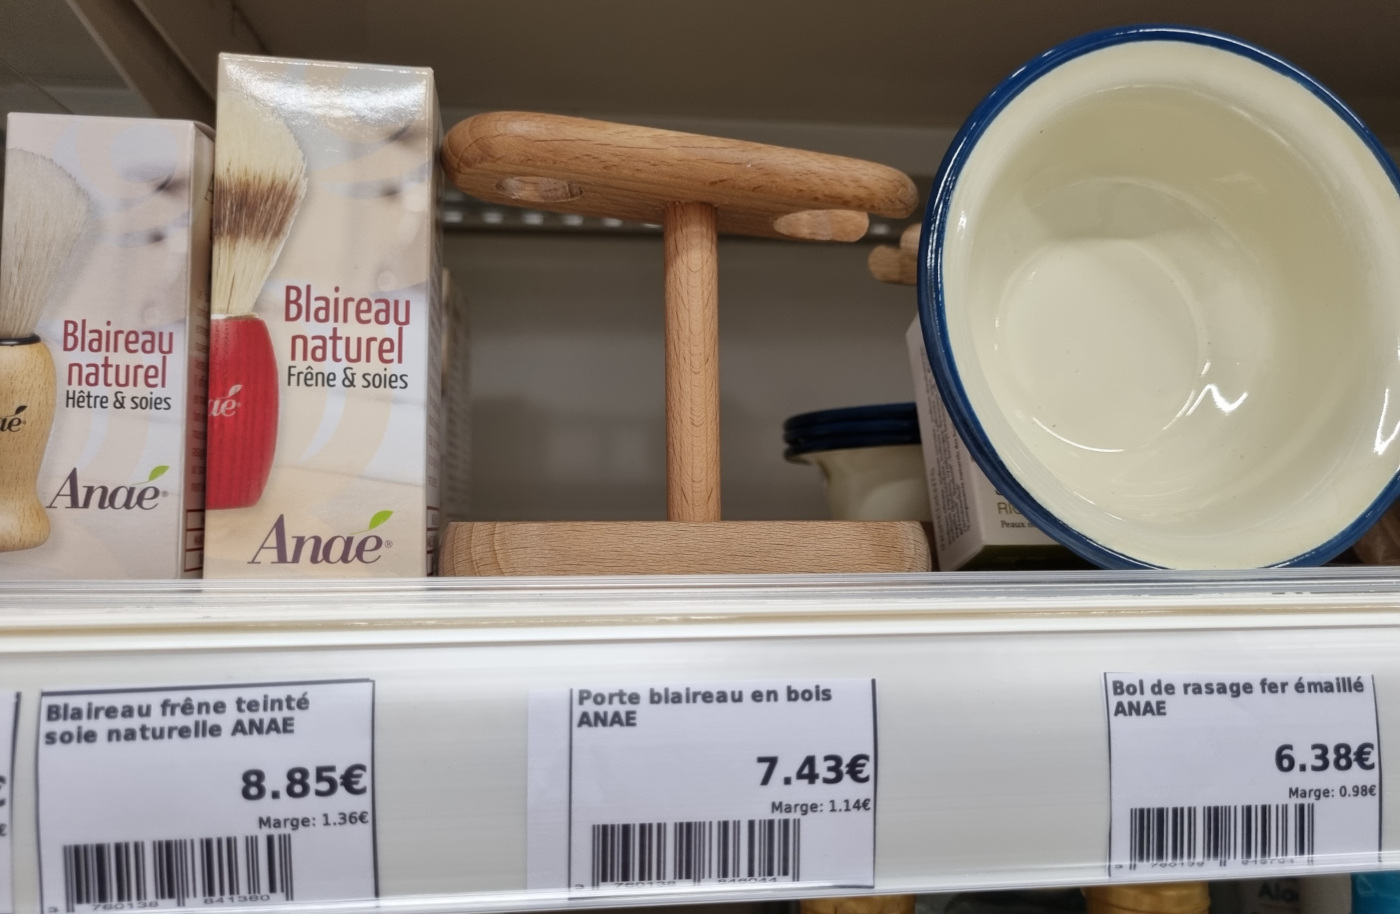 Blaireau
naturel
Hêtre & soies
Anaé
Blaireau
naturel
Frêne & soies
Anaé
Blaireau frêne teinté
soie naturelle ANAE
8.85€
Marge: 1.36€
Porte blaireau en bois
ANAE
7.43€
Marge: 1.14€
Bol de rasage fer émaillé
ANAE
6.38€
Marge: 0.98€